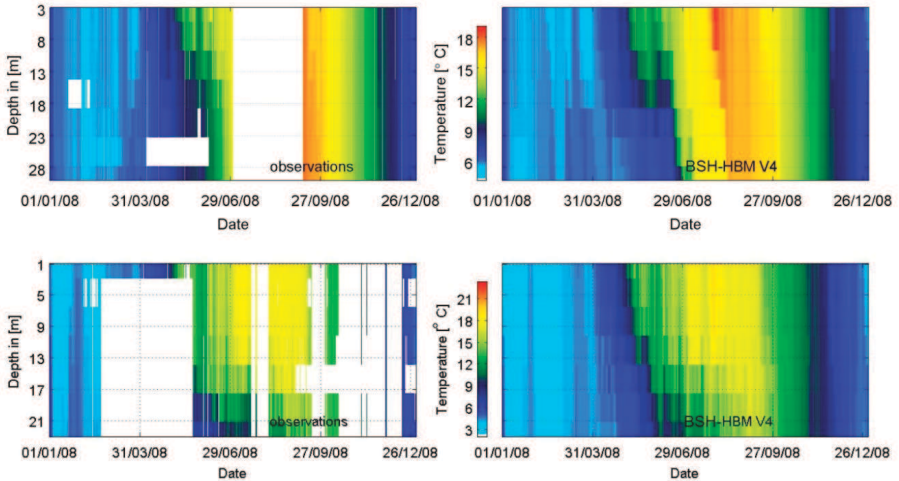 3
8
13
18
23
28
Depth in [m]
observations
01/01/08 31/03/08 29/06/08 27/09/08 26/12/08
Date
18
15
12
9
6
Temperature [° C]
BSH-HBM V4
01/01/08 31/03/08 29/06/08 27/09/08 26/12/08
Date
1
5
9
13
17
21
Depth in [m]
observations
01/01/08 31/03/08 29/06/08 27/09/08 26/12/08
Date
21
18
15
12
9
6
3
Temperature [° C]
BSH-HBM V4
01/01/08 31/03/08 29/06/08 27/09/08 26/12/08
Date